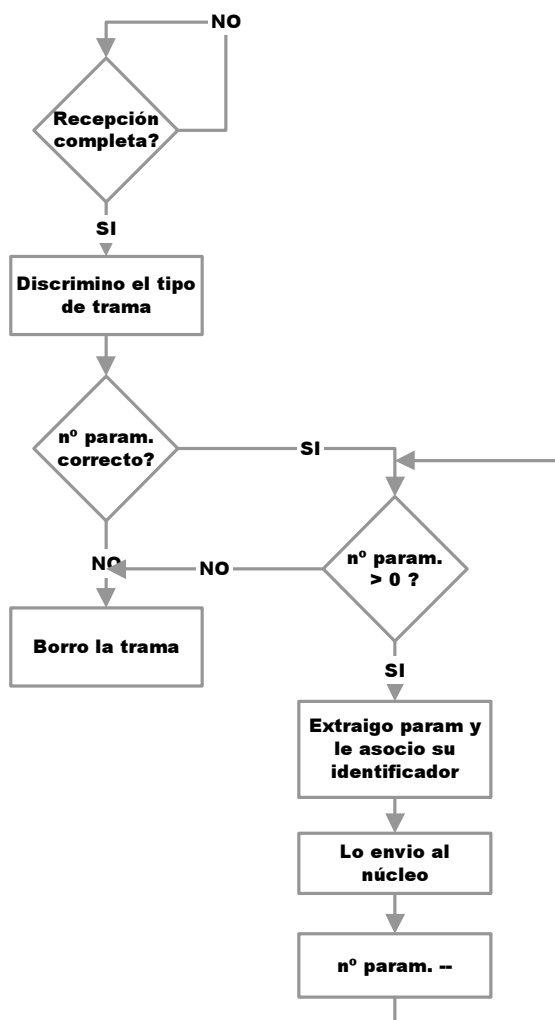 NO
Recepción
completa?
SI
Discrimino el tipo
de trama
nº param.
correcto?
SI
NO
NO
nº param.
> 0 ?
Borro la trama
SI
Extraigo param y
le asocio su
identificador
Lo envio al
núcleo
nº param. --